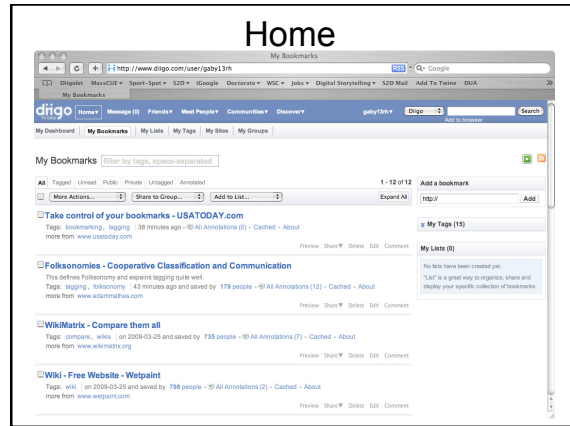 Home
My Bookmarks
http://www.diigo.com/user/gaby13rh RSS Google
Diigolet MassCUE Sport-Spot S2D iGoogle Doctorate WSC Jobs Digital Storytelling S2D Mail Add To Twine DUA
My Bookmarks
diigo Home Message (0) Friends Meet People Communities Discover gaby13rh Diigo Search
Add to browser
My Dashboard My Bookmarks My Lists My Tags My Sites My Groups
My Bookmarks filter by tags, space-separated
All Tagged Unread Public Private Untagged Annotated 1 - 12 of 12
More Actions... Share to Group... Add to List... Expand All
Take control of your bookmarks - USATODAY.com
Tags: bookmarking, tagging | 38 minutes ago - All Annotations (0) - Cached - About
more from www.usatoday.com
Preview Share Delete Edit Comment
Folksonomies - Cooperative Classification and Communication
This defines Folksonomy and expains tagging quite well.
Tags: tagging, folksonomy | 43 minutes ago and saved by 179 people - All Annotations (12) - Cached - About
more from www.adammathes.com
Preview Share Delete Edit Comment
WikiMatrix - Compare them all
Tags: compare, wikis | on 2009-03-25 and saved by 735 people - All Annotations (7) - Cached - About
more from www.wikimatrix.org
Preview Share Delete Edit Comment
Wiki - Free Website - Wetpaint
Tags: wiki | on 2009-03-25 and saved by 798 people - All Annotations (2) - Cached - About
more from www.wetpaint.com
Preview Share Delete Edit Comment
Add a bookmark
http:// Add
My Tags (15)
My Lists (0)
No lists have been created yet.
"List" is a great way to organize, share and
display your specific collection of bookmarks.